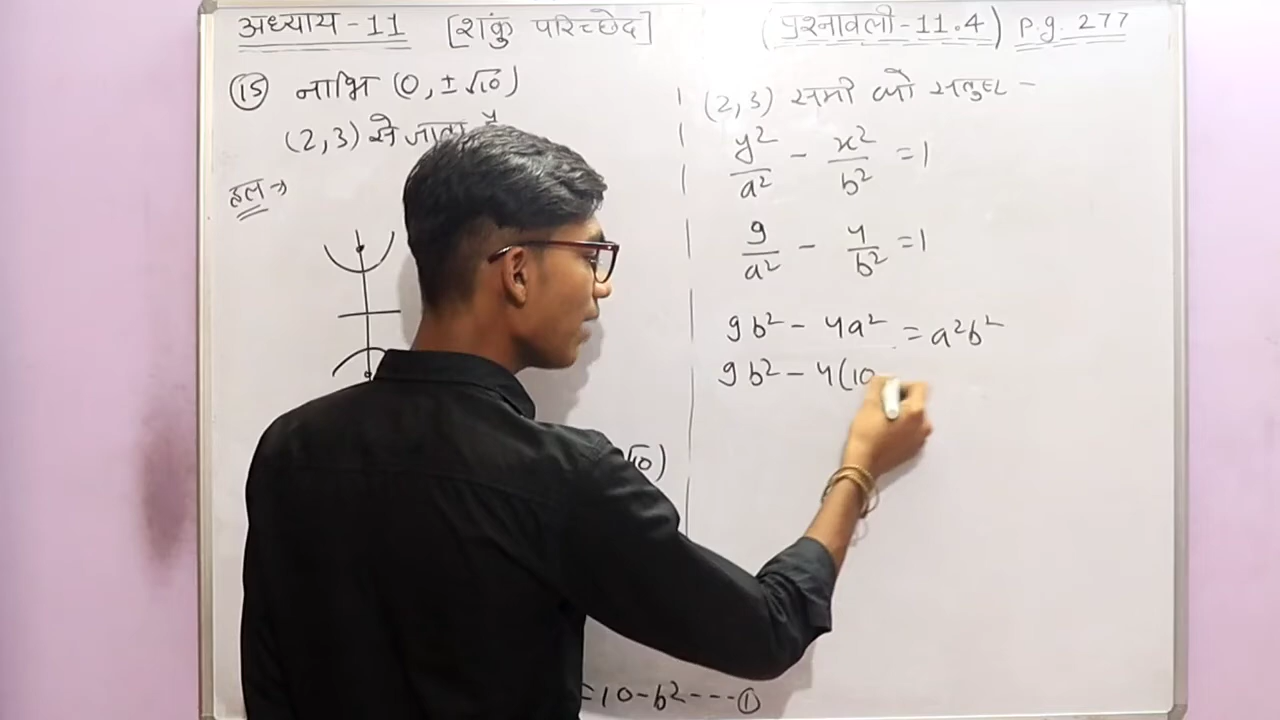 अध्याय-11 [शंकु परिच्छेद] (प्रश्नावली-11.4) p.g. 277
(15) नाभि (0, ±√10)
(2,3) से जाता
हल→
√10)
=10-b²---①
(2,3) समी को सन्तुष्ट -
y²/a² - x²/b² = 1
9/a² - 4/b² = 1
9b² - 4a² = a²b²
9b² - 4(10